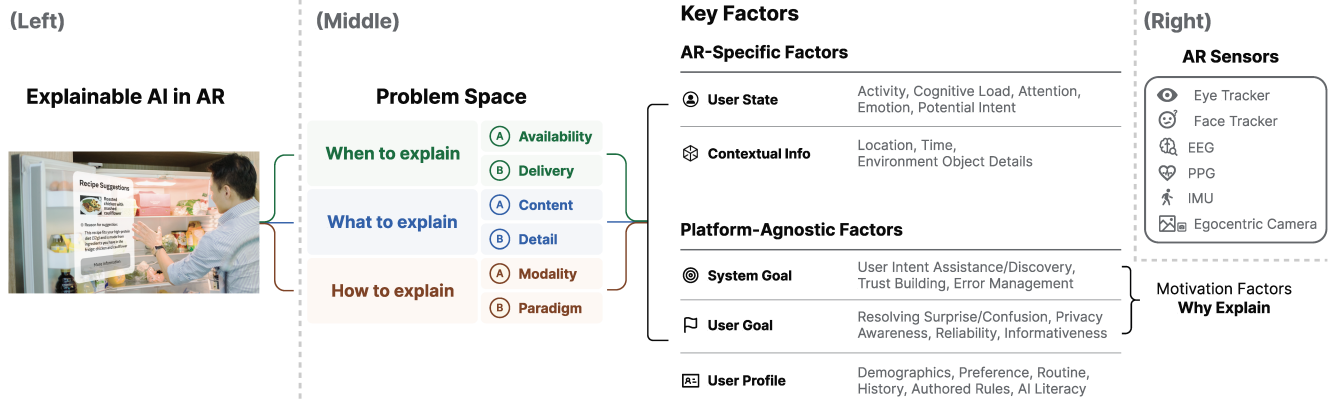 (Left)
Explainable AI in AR
Recipe Suggestions
Roasted
chicken with
mashed
cauliflower
More Information
(Middle)
Problem Space
When to explain
A Availability
B Delivery
What to explain
A Content
B Detail
How to explain
A Modality
B Paradigm
Key Factors
AR-Specific Factors
User State
Activity, Cognitive Load, Attention,
Emotion, Potential Intent
Contextual Info
Location, Time,
Environment Object Details
Platform-Agnostic Factors
System Goal
User Intent Assistance/Discovery,
Trust Building, Error Management
User Goal
Resolving Surprise/Confusion, Privacy
Awareness, Reliability, Informativeness
User Profile
Demographics, Preference, Routine,
History, Authored Rules, AI Literacy
(Right)
AR Sensors
Eye Tracker
Face Tracker
EEG
PPG
IMU
Egocentric Camera
Motivation Factors
Why Explain